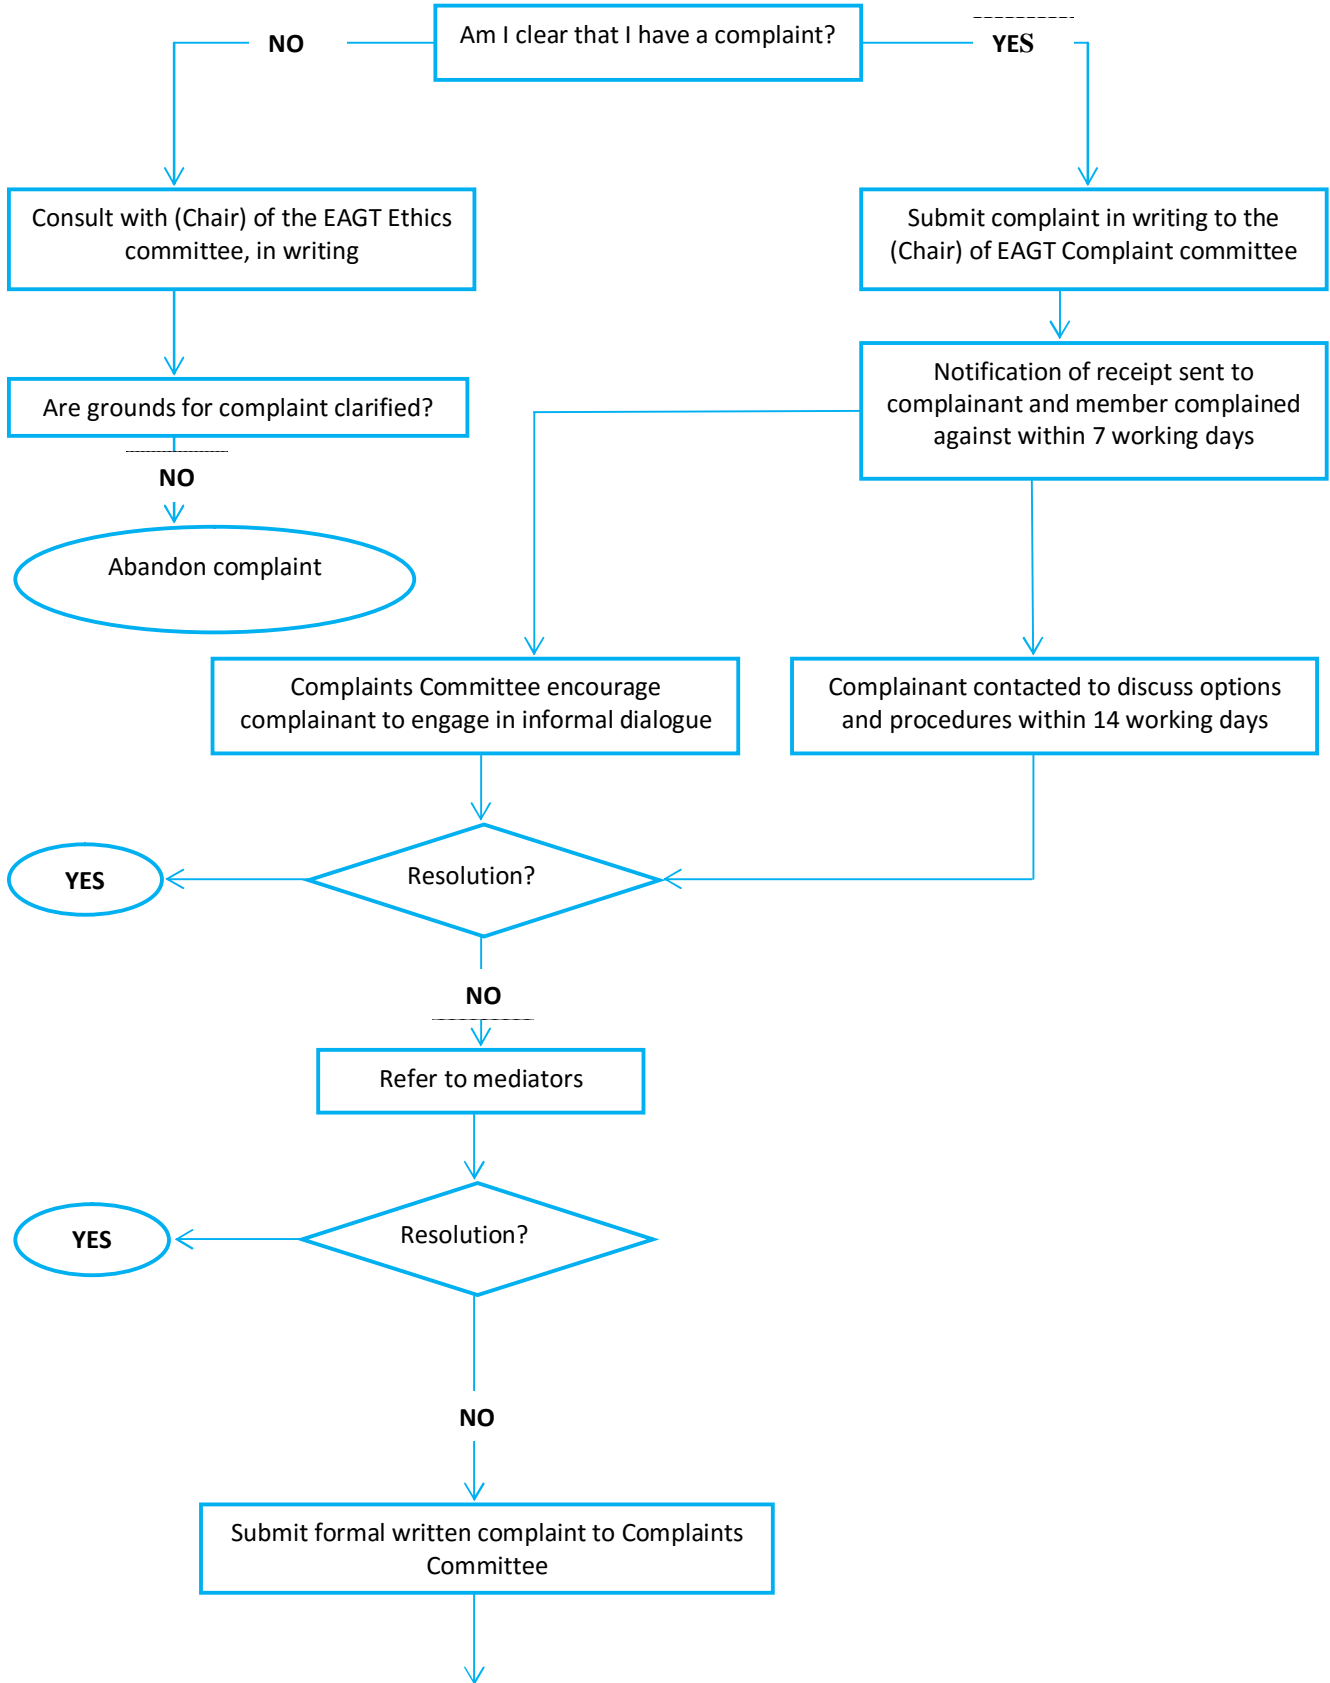 Am I clear that I have a complaint?
NO
YES
Consult with (Chair) of the EAGT Ethics
committee, in writing
Submit complaint in writing to the
(Chair) of EAGT Complaint committee
Notification of receipt sent to
complainant and member complained
against within 7 working days
Are grounds for complaint clarified?
NO
Abandon complaint
Complaints Committee encourage
complainant to engage in informal dialogue
Complainant contacted to discuss options
and procedures within 14 working days
Resolution?
YES
NO
Refer to mediators
Resolution?
YES
NO
Submit formal written complaint to Complaints
Committee